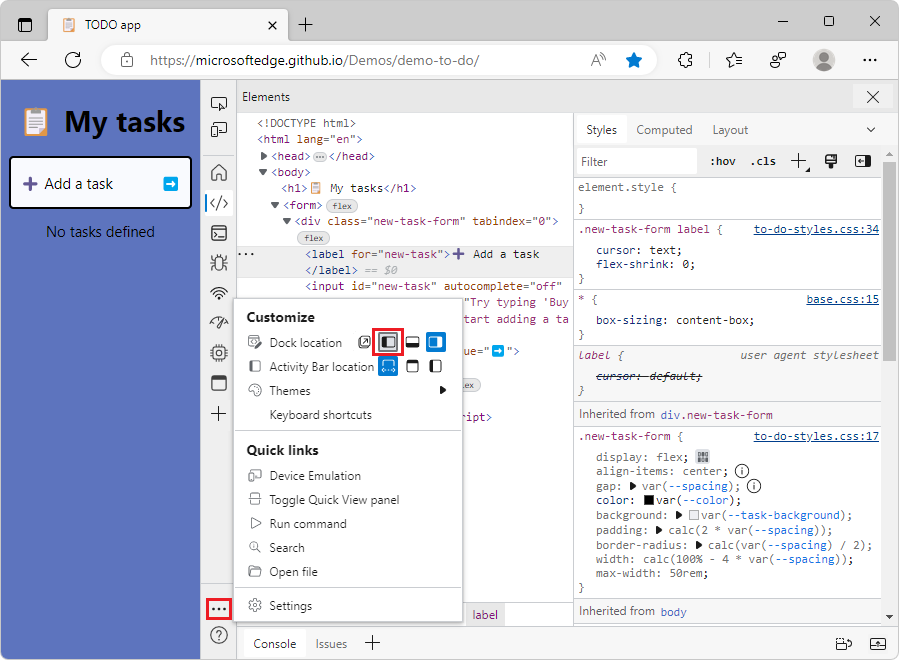 TODO app
https://microsoftedge.github.io/Demos/demo-to-do/
My tasks
Add a task
No tasks defined
Elements
<!DOCTYPE html>
<html lang="en">
<head> </head>
<body>
<h1>📋 My tasks</h1>
<form> flex
<div class="new-task-form" tabindex="0">
flex
<label for="new-task">➕ Add a task
</label> == $0
<input id="new-task" autocomplete="off"
"Try typing 'Buy
tart adding a ta
ue="➡️">
ex
ript>
Customize
Dock location
Activity Bar location
Themes
Keyboard shortcuts
Quick links
Device Emulation
Toggle Quick View panel
Run command
Search
Open file
Settings
label
Styles Computed Layout
Filter :hov .cls
element.style {
}
.new-task-form label { to-do-styles.css:34
cursor: text;
flex-shrink: 0;
}
* { base.css:15
box-sizing: content-box;
}
label { user agent stylesheet
cursor: default;
}
Inherited from div.new-task-form
.new-task-form { to-do-styles.css:17
display: flex;
align-items: center;
gap: var(--spacing);
color: var(--color);
background: var(--task-background);
padding: calc(2 * var(--spacing));
border-radius: calc(var(--spacing) / 2);
width: calc(100% - 4 * var(--spacing));
max-width: 50rem;
}
Inherited from body
Console Issues